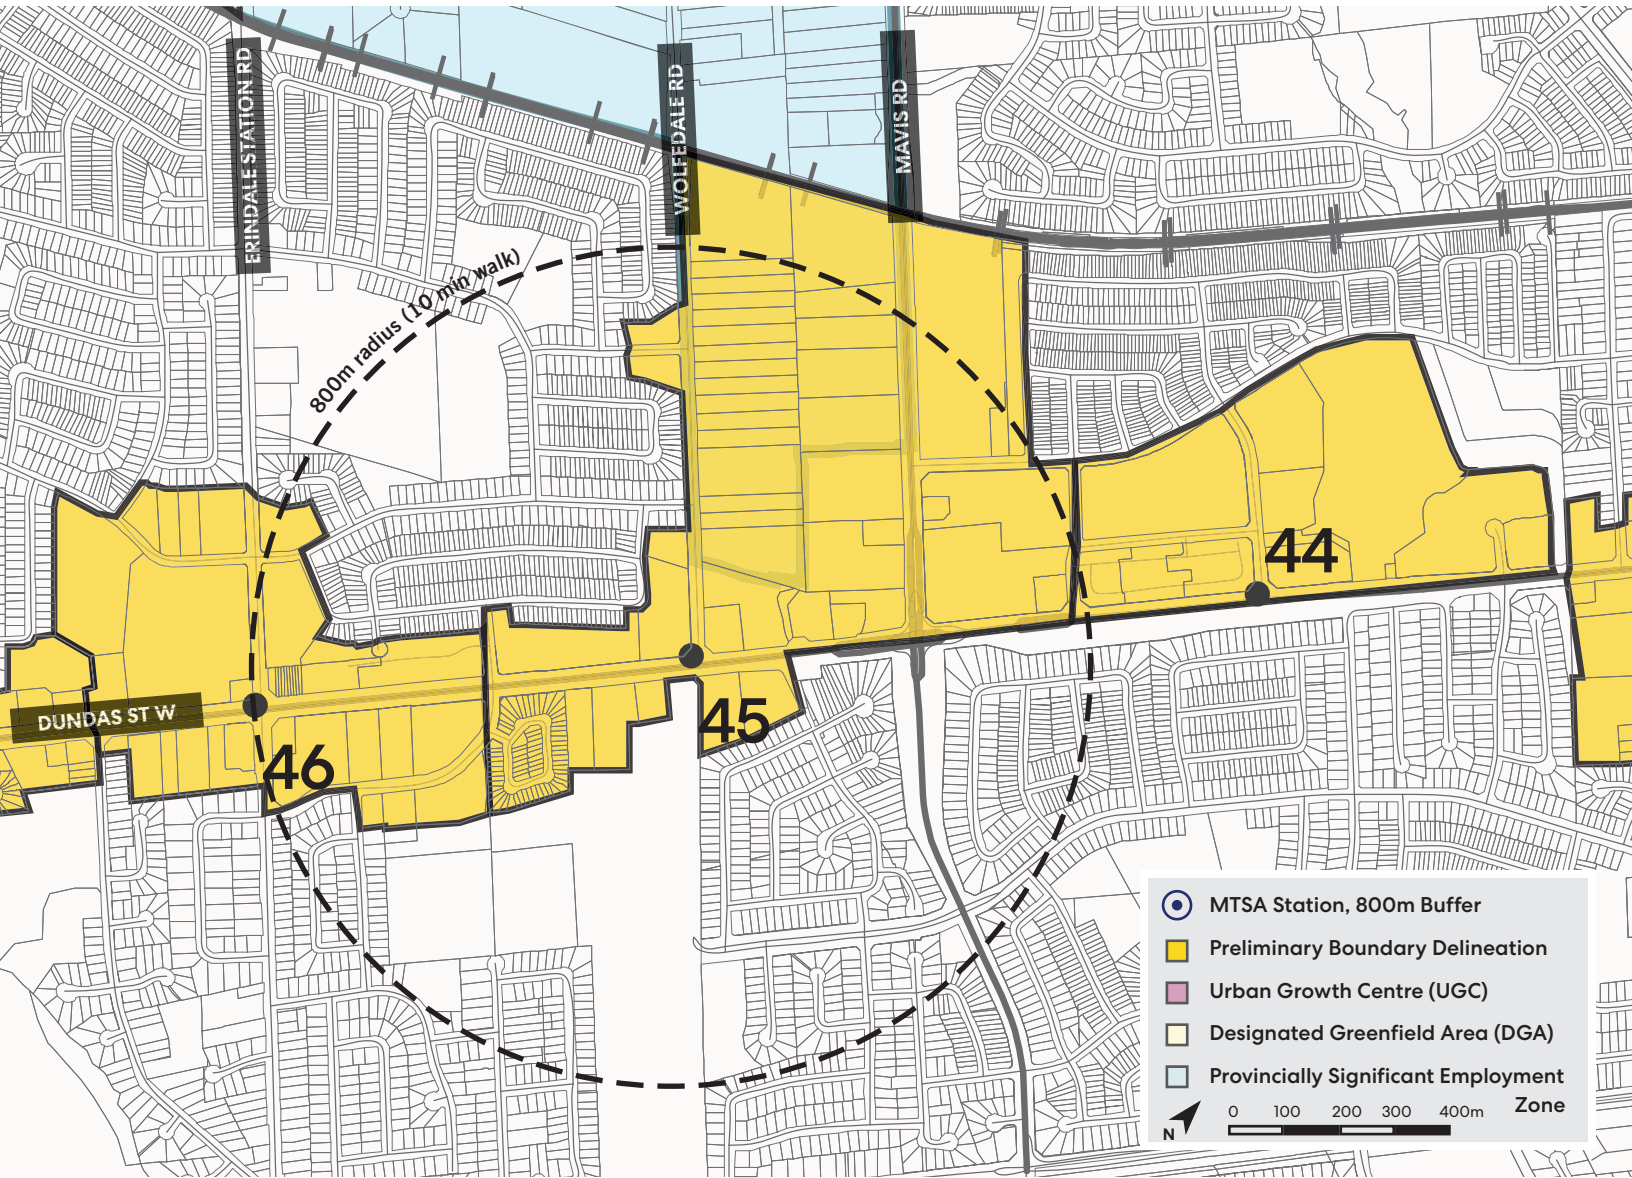 ERINDALE STATION RD
WOLFEDALE RD
MAVIS RD
800m radius (10 min walk)
44
45
DUNDAS ST W
46
MTSA Station, 800m Buffer
Preliminary Boundary Delineation
Urban Growth Centre (UGC)
Designated Greenfield Area (DGA)
Provincially Significant Employment
Zone
0 100 200 300 400m
N